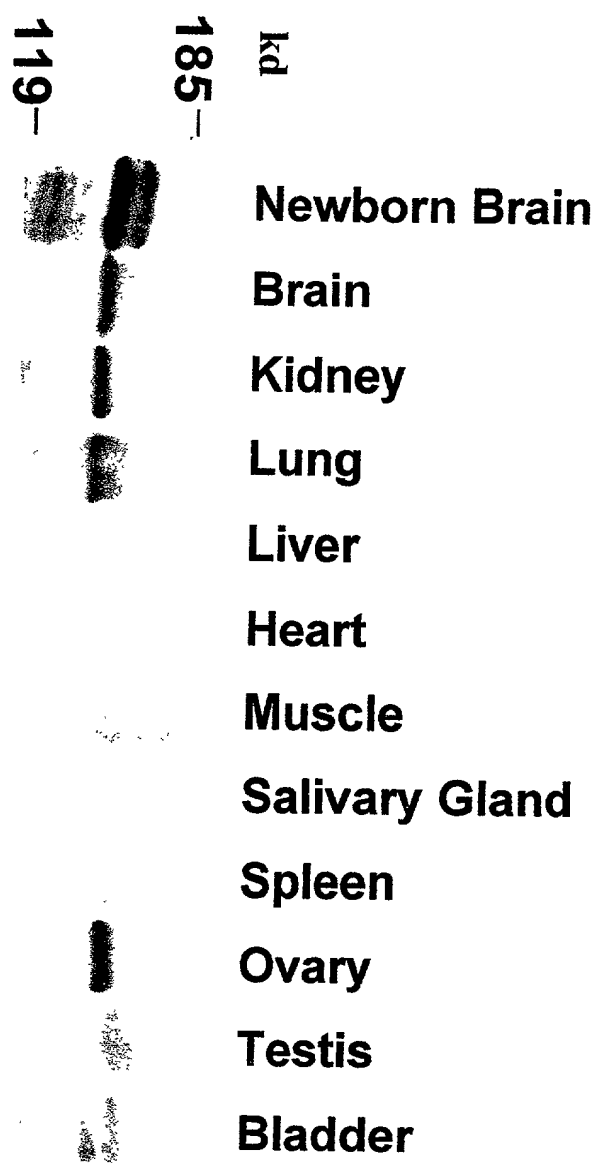 kd
185–
119–
Newborn Brain
Brain
Kidney
Lung
Liver
Heart
Muscle
Salivary Gland
Spleen
Ovary
Testis
Bladder